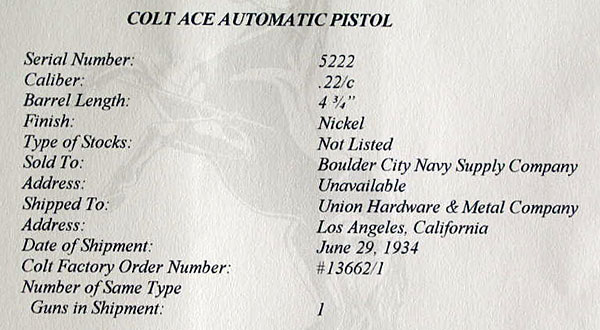 COLT ACE AUTOMATIC PISTOL
Serial Number: 5222
Caliber: .22/c
Barrel Length: 4 ¾"
Finish: Nickel
Type of Stocks: Not Listed
Sold To: Boulder City Navy Supply Company
Address: Unavailable
Shipped To: Union Hardware & Metal Company
Address: Los Angeles, California
Date of Shipment: June 29, 1934
Colt Factory Order Number: #13662/1
Number of Same Type
Guns in Shipment: 1